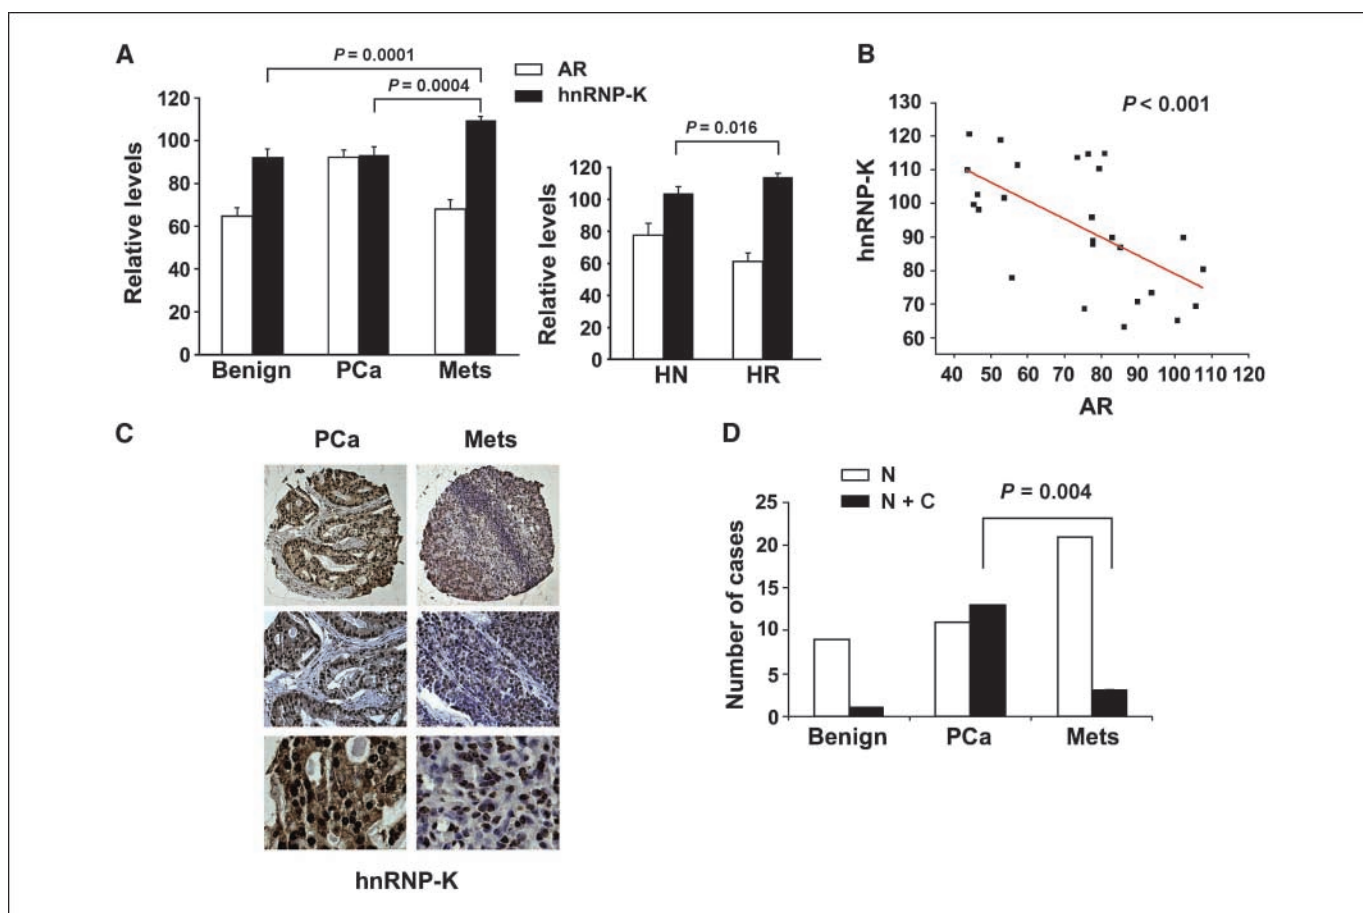 A
P = 0.0001
P = 0.0004
AR
hnRNP-K
Relative levels
120
100
80
60
40
20
0
Benign PCa Mets
P = 0.016
Relative levels
120
100
80
60
40
20
0
HN HR
B
P < 0.001
hnRNP-K
130
120
110
100
90
80
70
60
40 50 60 70 80 90 100 110 120
AR
C
PCa Mets
hnRNP-K
D
N
N + C
P = 0.004
Number of cases
25
20
15
10
5
0
Benign PCa Mets